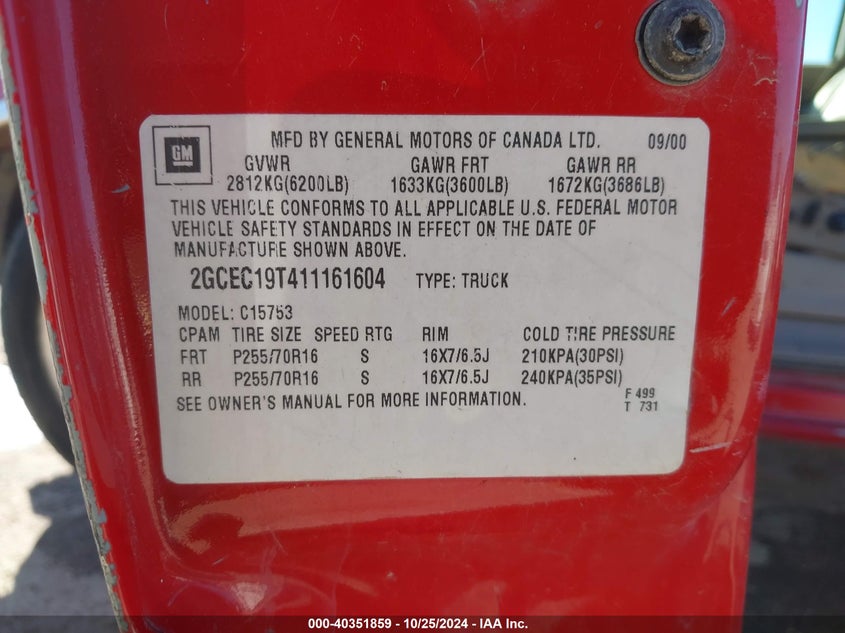 GM
MFD BY GENERAL MOTORS OF CANADA LTD. 09/00
GVWR GAWR FRT GAWR RR
2812KG(6200LB) 1633KG(3600LB) 1672KG(3686LB)
THIS VEHICLE CONFORMS TO ALL APPLICABLE U.S. FEDERAL MOTOR
VEHICLE SAFETY STANDARDS IN EFFECT ON THE DATE OF
MANUFACTURE SHOWN ABOVE.
2GCEC19T411161604 TYPE: TRUCK
MODEL: C15753
CPAM TIRE SIZE SPEED RTG RIM COLD TIRE PRESSURE
FRT P255/70R16 S 16X7/6.5J 210KPA(30PSI)
RR P255/70R16 S 16X7/6.5J 240KPA(35PSI)
SEE OWNER'S MANUAL FOR MORE INFORMATION. F 499
T 731
000-40351859 - 10/25/2024 - IAA Inc.